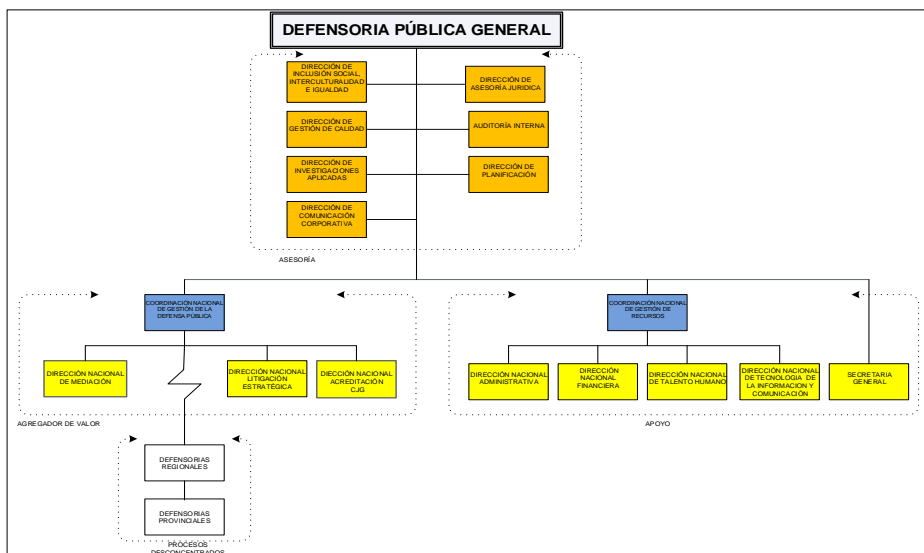 DEFENSORIA PÚBLICA GENERAL
DIRECCIÓN DE
INCLUSIÓN SOCIAL,
INTERCULTURALIDAD
E IGUALDAD
DIRECCIÓN DE
ASESORÍA JURIDICA
DIRECCIÓN DE
GESTIÓN DE CALIDAD
AUDITORÍA INTERNA
DIRECCIÓN DE
INVESTIGACIONES
APLICADAS
DIRECCIÓN DE
PLANIFICACIÓN
DIRECCIÓN DE
COMUNICACIÓN
CORPORATIVA
ASESORÍA
COORDINACIÓN NACIONAL
DE GESTIÓN DE LA
DEFENSA PÚBLICA
COORDINACIÓN NACIONAL
DE GESTIÓN DE
RECURSOS
DIRECCIÓN NACIONAL
DE MEDIACIÓN
DIRECCIÓN NACIONAL
LITIGACIÓN
ESTRATÉGICA
DIECCIÓN NACIONAL
ACREDITACIÓN
CJG
DIRECCIÓN NACIONAL
ADMINISTRATIVA
DIRECCIÓN
NACIONAL
FINANCIERA
DIRECCIÓN NACIONAL
DE TALENTO HUMANO
DIRECCIÓN NACIONAL
DE TECNOLOGIA DE
LA INFORMACION Y
COMUNICACIÓN
SECRETARIA
GENERAL
AGREGADOR DE VALOR
APOYO
DEFENSORIAS
REGIONALES
DEFENSORIAS
PROVINCIALES
PROCESOS
DESCONCENTRADOS